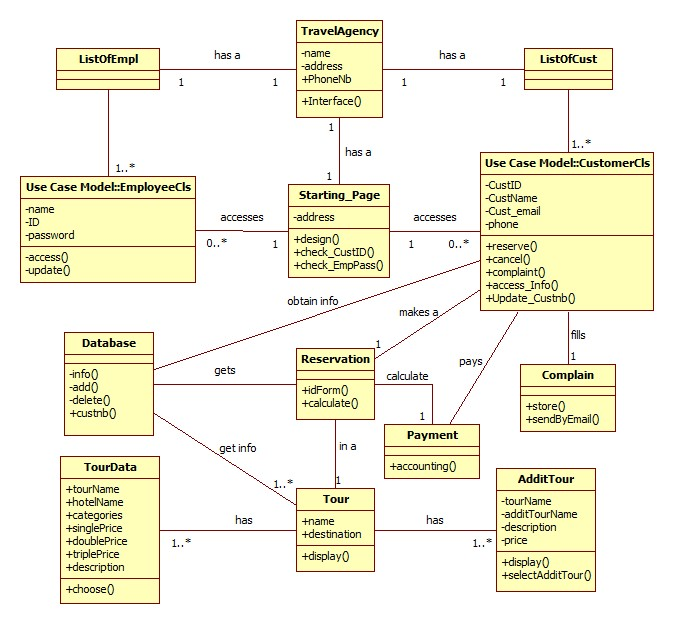 TravelAgency
-name
-address
+PhoneNb
+Interface()
ListOfEmpl
has a
1
1
has a
1
1
ListOfCust
1
has a
1
1..*
1..*
Use Case Model::EmployeeCls
-name
-ID
-password
-access()
-update()
accesses
0..*
1
Starting_Page
-address
+design()
+check_CustID()
+check_EmpPass()
accesses
1
0..*
Use Case Model::CustomerCls
-CustID
-CustName
-Cust_email
-phone
+reserve()
+cancel()
+complaint()
+access_Info()
+Update_Custnb()
obtain info
makes a
1
pays
fills
1
Database
-info()
-add()
-delete()
+custnb()
gets
Reservation
+idForm()
+calculate()
calculate
1
Complain
+store()
+sendByEmail()
Payment
+accounting()
get info
1..*
in a
1
TourData
+tourName
+hotelName
+categories
+singlePrice
+doublePrice
+triplePrice
+description
+choose()
has
1..*
Tour
+name
+destination
+display()
has
1..*
AdditTour
-tourName
-additTourName
-description
-price
+display()
+selectAdditTour()